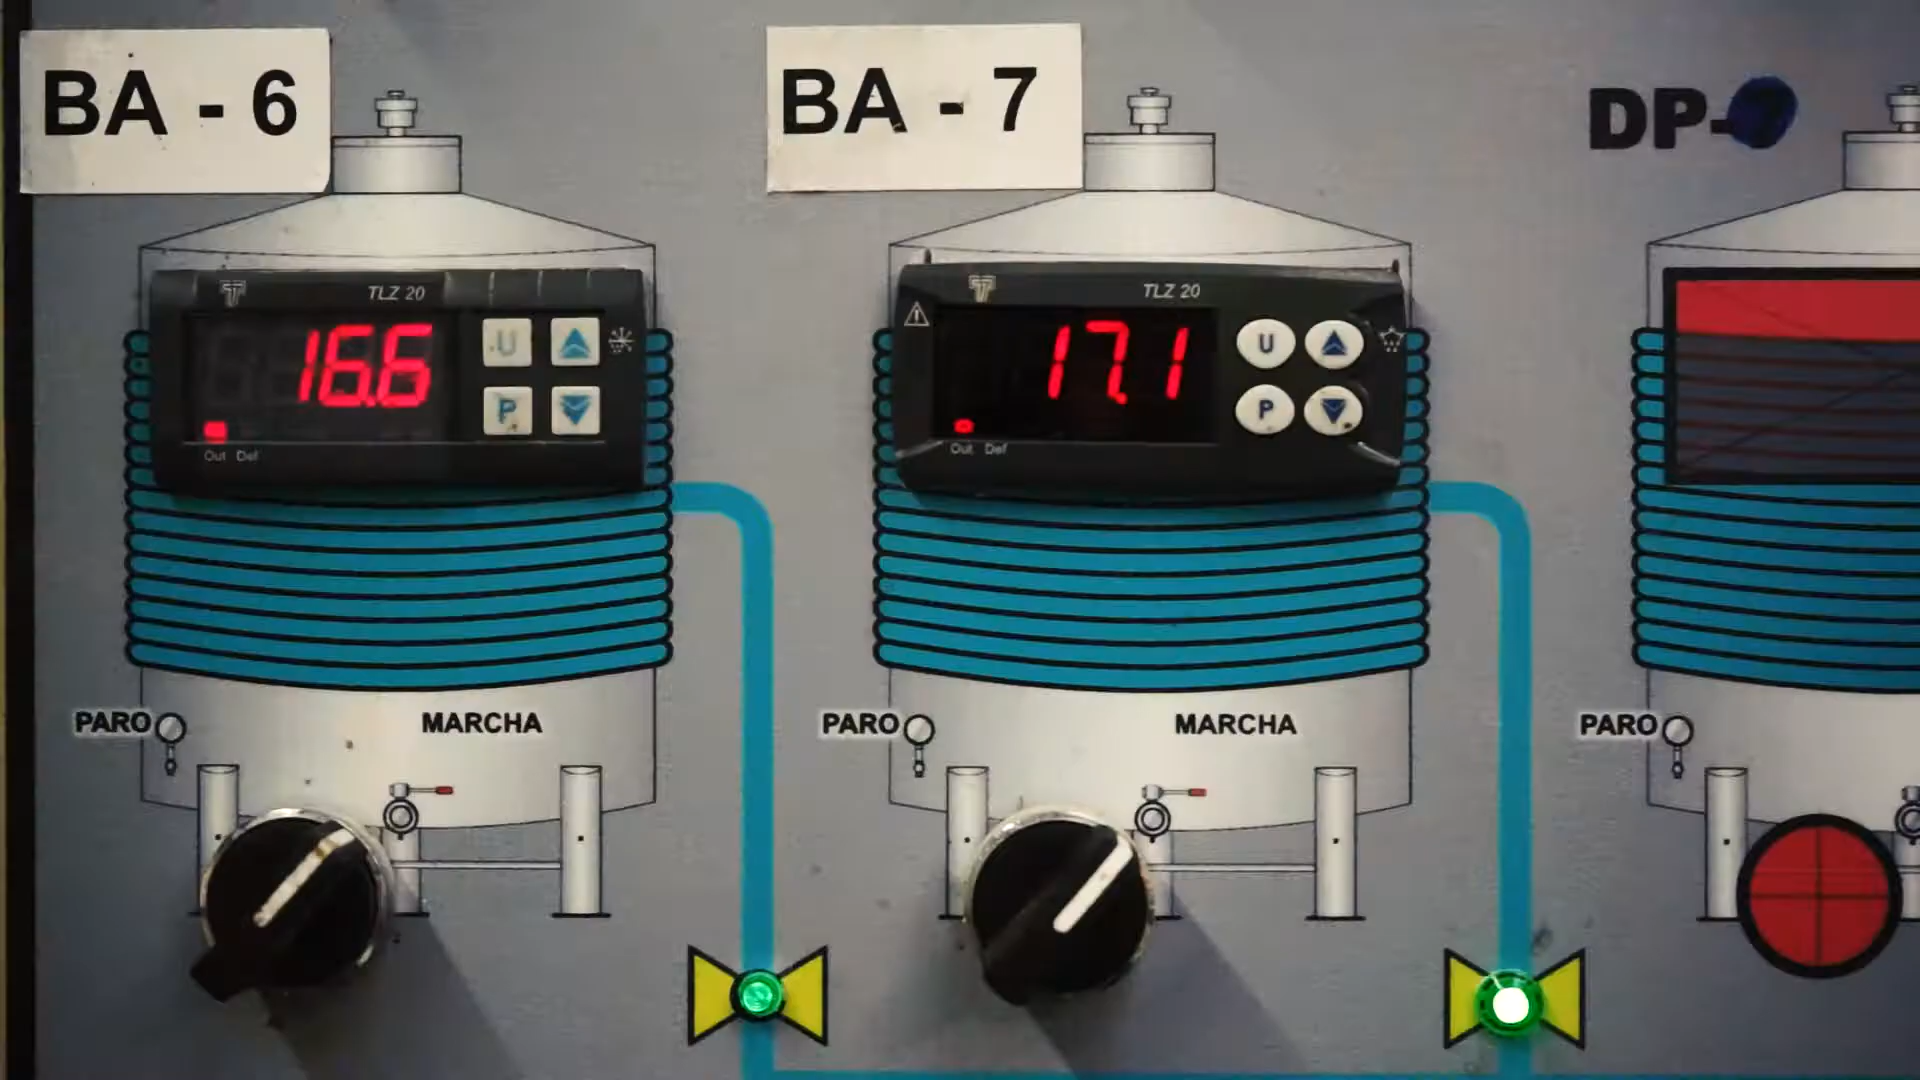 BA - 6
BA - 7
DP-
TLZ 20
16.6
U
P
Out Def
TLZ 20
17.1
U
P
Out Def
PARO
MARCHA
PARO
MARCHA
PARO